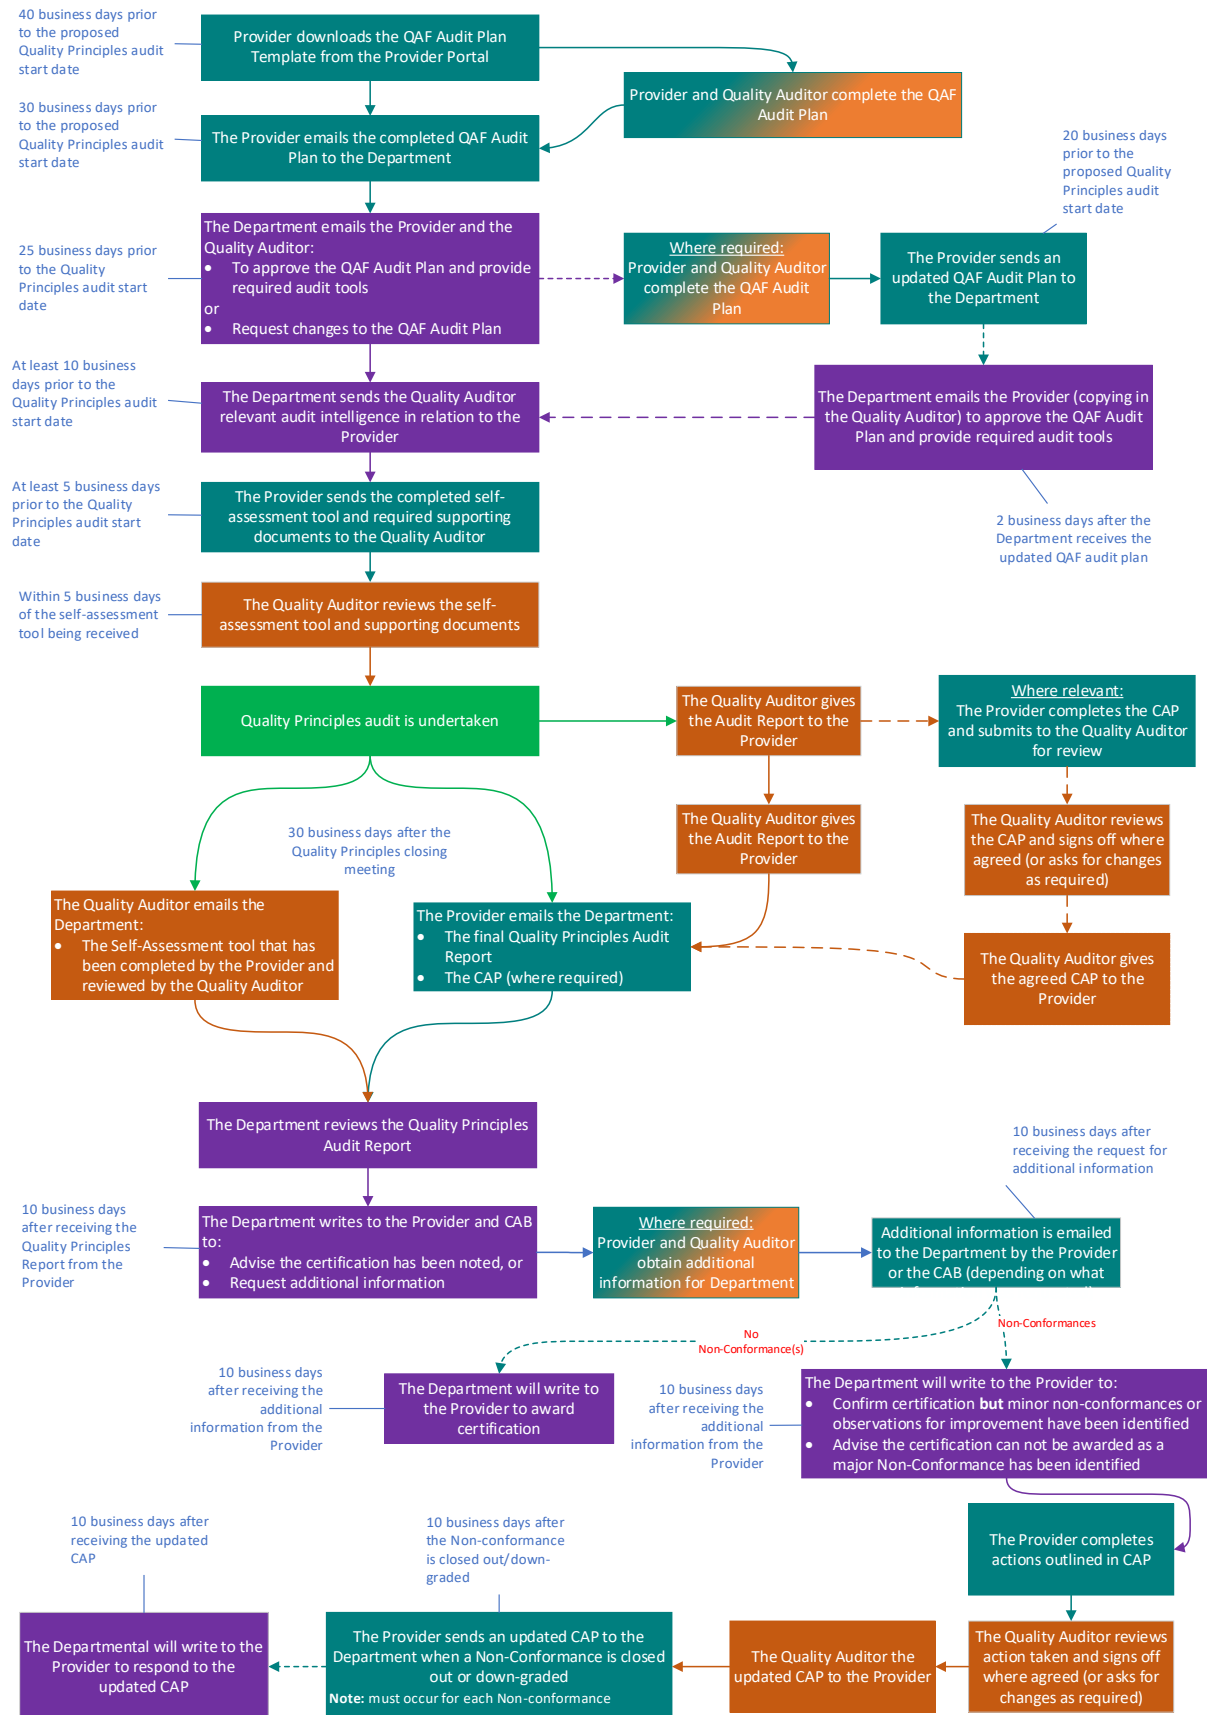 40 business days prior
to the proposed
Quality Principles audit
start date
Provider downloads the QAF Audit Plan
Template from the Provider Portal
Provider and Quality Auditor complete the QAF
Audit Plan
30 business days prior
to the proposed
Quality Principles audit
start date
The Provider emails the completed QAF Audit
Plan to the Department
20 business days
prior to the
proposed Quality
Principles audit
start date
25 business days prior
to the Quality
Principles audit start
date
The Department emails the Provider and the
Quality Auditor:
• To approve the QAF Audit Plan and provide
required audit tools
or
• Request changes to the QAF Audit Plan
Where required:
Provider and Quality Auditor
complete the QAF Audit
Plan
The Provider sends an
updated QAF Audit Plan to
the Department
At least 10 business
days prior to the
Quality Principles audit
start date
The Department sends the Quality Auditor
relevant audit intelligence in relation to the
Provider
The Department emails the Provider (copying in
the Quality Auditor) to approve the QAF Audit
Plan and provide required audit tools
At least 5 business days
prior to the Quality
Principles audit start
date
The Provider sends the completed self-
assessment tool and required supporting
documents to the Quality Auditor
2 business days after the
Department receives the
updated QAF audit plan
Within 5 business days
of the self-assessment
tool being received
The Quality Auditor reviews the self-
assessment tool and supporting documents
Quality Principles audit is undertaken
The Quality Auditor gives
the Audit Report to the
Provider
Where relevant:
The Provider completes the CAP
and submits to the Quality Auditor
for review
30 business days after the
Quality Principles closing
meeting
The Quality Auditor gives
the Audit Report to the
Provider
The Quality Auditor reviews
the CAP and signs off where
agreed (or asks for changes
as required)
The Quality Auditor emails the
Department:
• The Self-Assessment tool that has
been completed by the Provider and
reviewed by the Quality Auditor
The Provider emails the Department:
• The final Quality Principles Audit
Report
• The CAP (where required)
The Quality Auditor gives
the agreed CAP to the
Provider
The Department reviews the Quality Principles
Audit Report
10 business days after
receiving the request for
additional information
10 business days
after receiving the
Quality Principles
Report from the
Provider
The Department writes to the Provider and CAB
to:
• Advise the certification has been noted, or
• Request additional information
Where required:
Provider and Quality Auditor
obtain additional
information for Department
Additional information is emailed
to the Department by the Provider
or the CAB (depending on what
No
Non-Conformance(s)
Non-Conformances
10 business days
after receiving the
additional
information from the
Provider
The Department will write to
the Provider to award
certification
10 business days
after receiving the
additional
information from the
Provider
The Department will write to the Provider to:
• Confirm certification but minor non-conformances or
observations for improvement have been identified
• Advise the certification can not be awarded as a
major Non-Conformance has been identified
10 business days after
receiving the updated
CAP
10 business days after
the Non-conformance
is closed out/down-
graded
The Provider completes
actions outlined in CAP
The Departmental will write to the
Provider to respond to the
updated CAP
The Provider sends an updated CAP to the
Department when a Non-Conformance is closed
out or down-graded
Note: must occur for each Non-conformance
The Quality Auditor the
updated CAP to the Provider
The Quality Auditor reviews
action taken and signs off
where agreed (or asks for
changes as required)